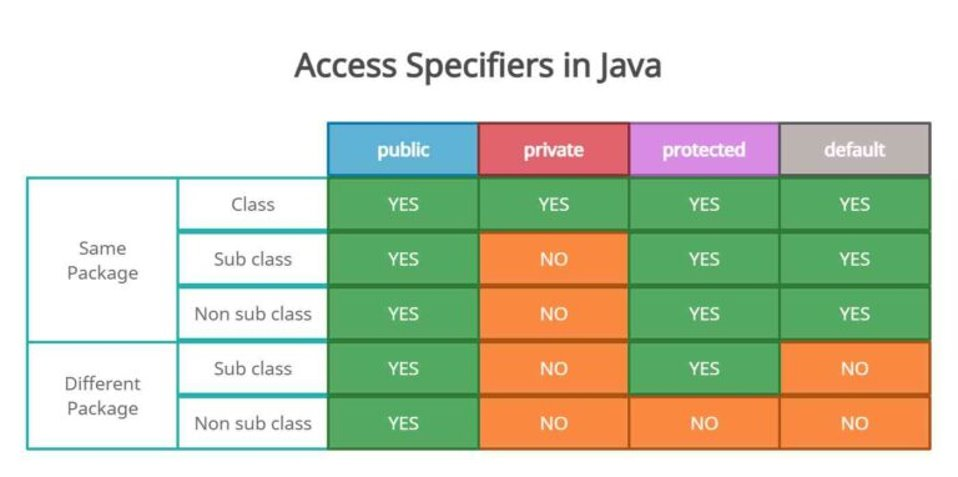 Access Specifiers in Java
public private protected default
Same
Package
Class YES YES YES YES
Sub class YES NO YES YES
Non sub class YES NO YES YES
Different
Package
Sub class YES NO YES NO
Non sub class YES NO NO NO